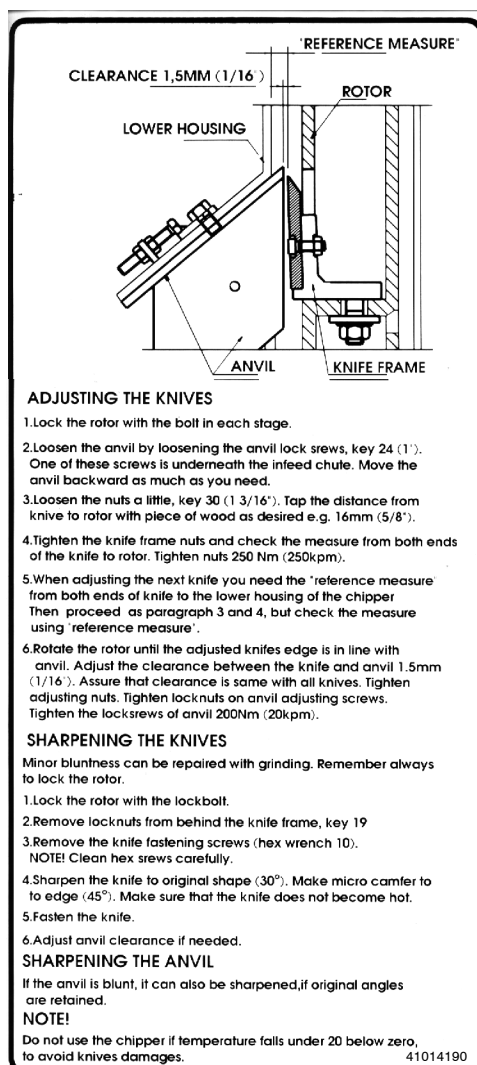 "REFERENCE MEASURE"
CLEARANCE 1,5MM (1/16")
ROTOR
LOWER HOUSING
ANVIL
KNIFE FRAME
ADJUSTING THE KNIVES
1.Lock the rotor with the bolt in each stage.
2.Loosen the anvil by loosening the anvil lock srews, key 24 (1").
One of these screws is underneath the infeed chute. Move the
anvil backward as much as you need.
3.Loosen the nuts a little, key 30 (1 3/16"). Tap the distance from
knive to rotor with piece of wood as desired e.g. 16mm (5/8").
4.Tighten the knife frame nuts and check the measure from both ends
of the knife to rotor. Tighten nuts 250 Nm (250kpm).
5.When adjusting the next knife you need the "reference measure"
from both ends of knife to the lower housing of the chipper
Then proceed as paragraph 3 and 4, but check the measure
using "reference measure".
6.Rotate the rotor until the adjusted knifes edge is in line with
anvil. Adjust the clearance between the knife and anvil 1.5mm
(1/16"). Assure that clearance is same with all knives. Tighten
adjusting nuts. Tighten locknuts on anvil adjusting screws.
Tighten the locksrews of anvil 200Nm (20kpm).
SHARPENING THE KNIVES
Minor bluntness can be repaired with grinding. Remember always
to lock the rotor.
1.Lock the rotor with the lockbolt.
2.Remove locknuts from behind the knife frame, key 19
3.Remove the knife fastening screws (hex wrench 10).
NOTE! Clean hex srews carefully.
4.Sharpen the knife to original shape (30°). Make micro camfer to
to edge (45°). Make sure that the knife does not become hot.
5.Fasten the knife.
6.Adjust anvil clearance if needed.
SHARPENING THE ANVIL
If the anvil is blunt, it can also be sharpened,if original angles
are retained.
NOTE!
Do not use the chipper if temperature falls under 20 below zero,
to avoid knives damages.
41014190